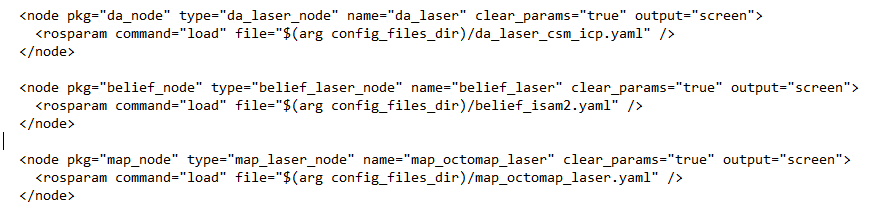 <node pkg="da_node" type="da_laser_node" name="da_laser" clear_params="true" output="screen">
<rosparam command="load" file="$(arg config_files_dir)/da_laser_csm_icp.yaml" />
</node>
<node pkg="belief_node" type="belief_laser_node" name="belief_laser" clear_params="true" output="screen">
<rosparam command="load" file="$(arg config_files_dir)/belief_isam2.yaml" />
</node>
<node pkg="map_node" type="map_laser_node" name="map_octomap_laser" clear_params="true" output="screen">
<rosparam command="load" file="$(arg config_files_dir)/map_octomap_laser.yaml" />
</node>